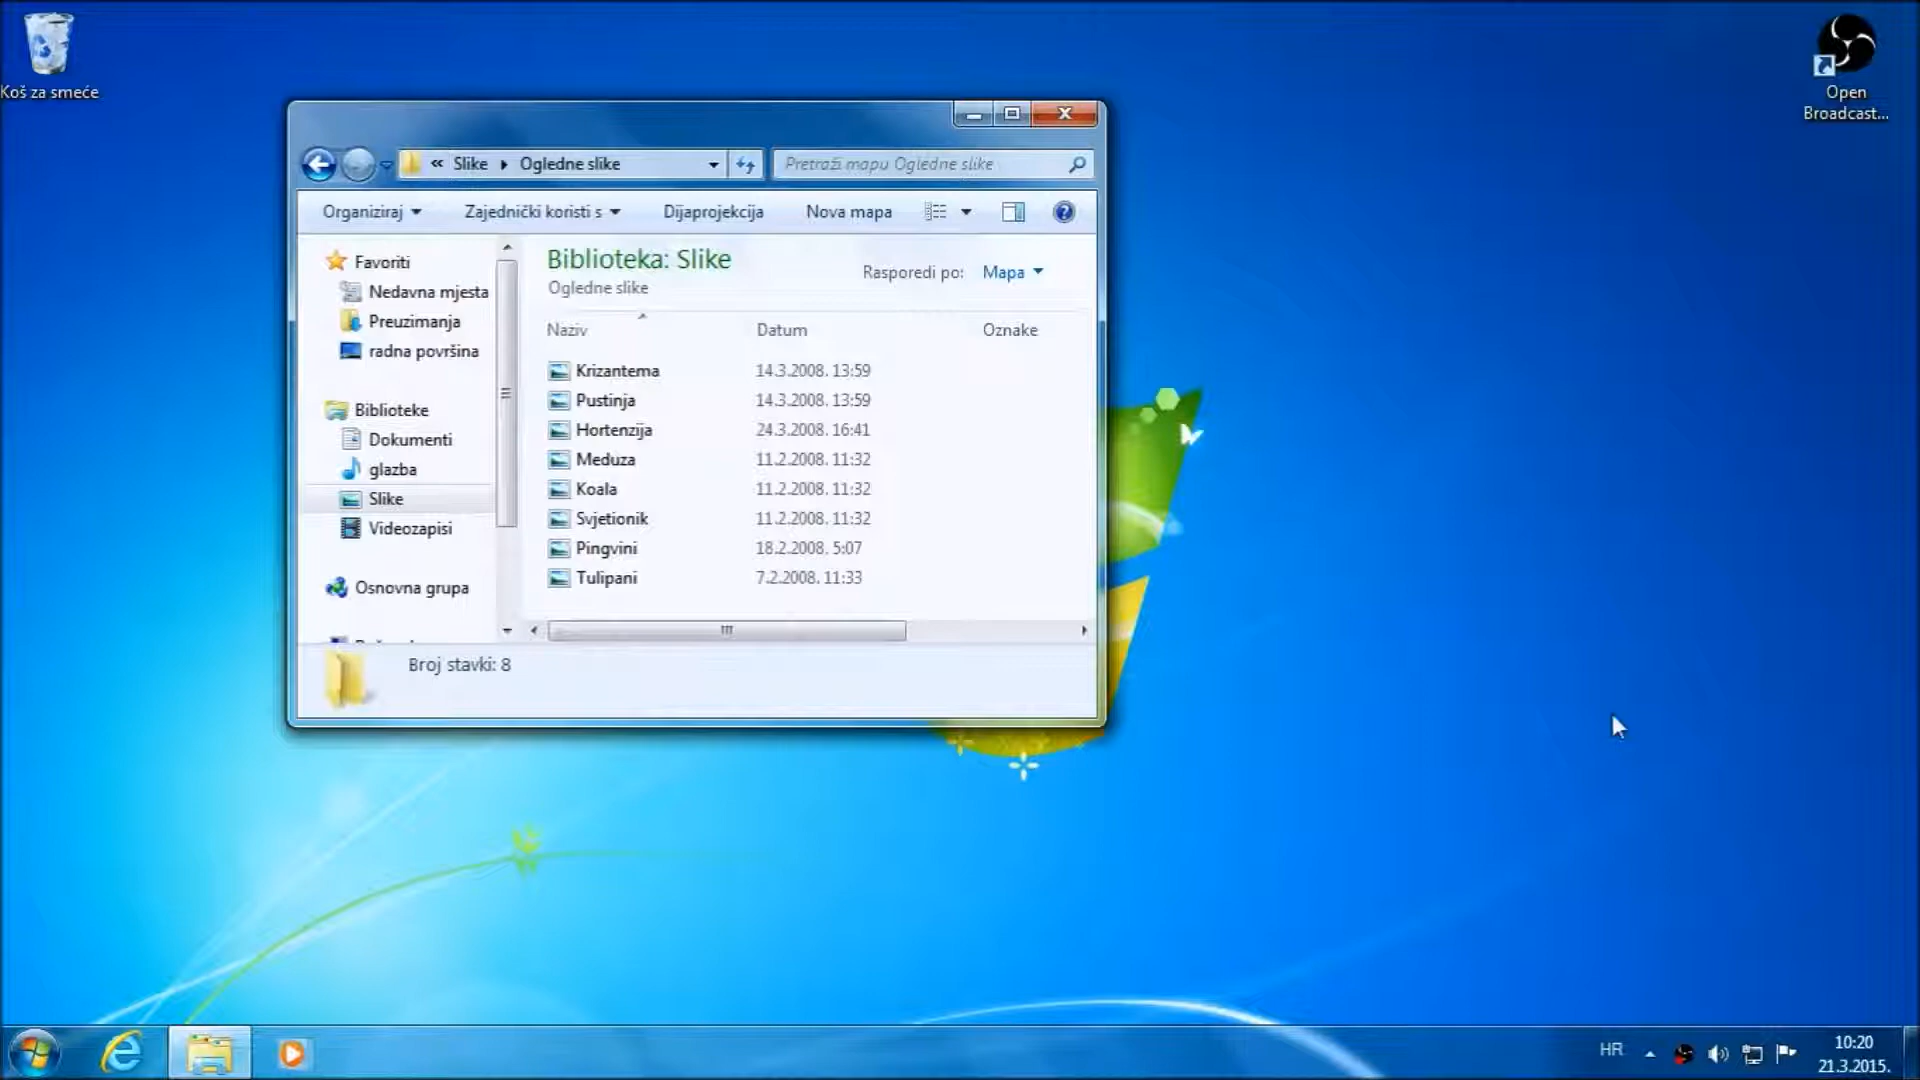 Koš za smeće
Open
Broadcast...
« Slike ▸ Ogledne slike
Pretraži mapu Ogledne slike
Organiziraj
Zajednički koristi s
Dijaprojekcija
Nova mapa
Favoriti
Nedavna mjesta
Preuzimanja
radna površina
Biblioteke
Dokumenti
glazba
Slike
Videozapisi
Osnovna grupa
Biblioteka: Slike
Ogledne slike
Rasporedi po: Mapa
Naziv Datum Oznake
Krizantema 14.3.2008. 13:59
Pustinja 14.3.2008. 13:59
Hortenzija 24.3.2008. 16:41
Meduza 11.2.2008. 11:32
Koala 11.2.2008. 11:32
Svjetionik 11.2.2008. 11:32
Pingvini 18.2.2008. 5:07
Tulipani 7.2.2008. 11:33
Broj stavki: 8
HR
10:20
21.3.2015.